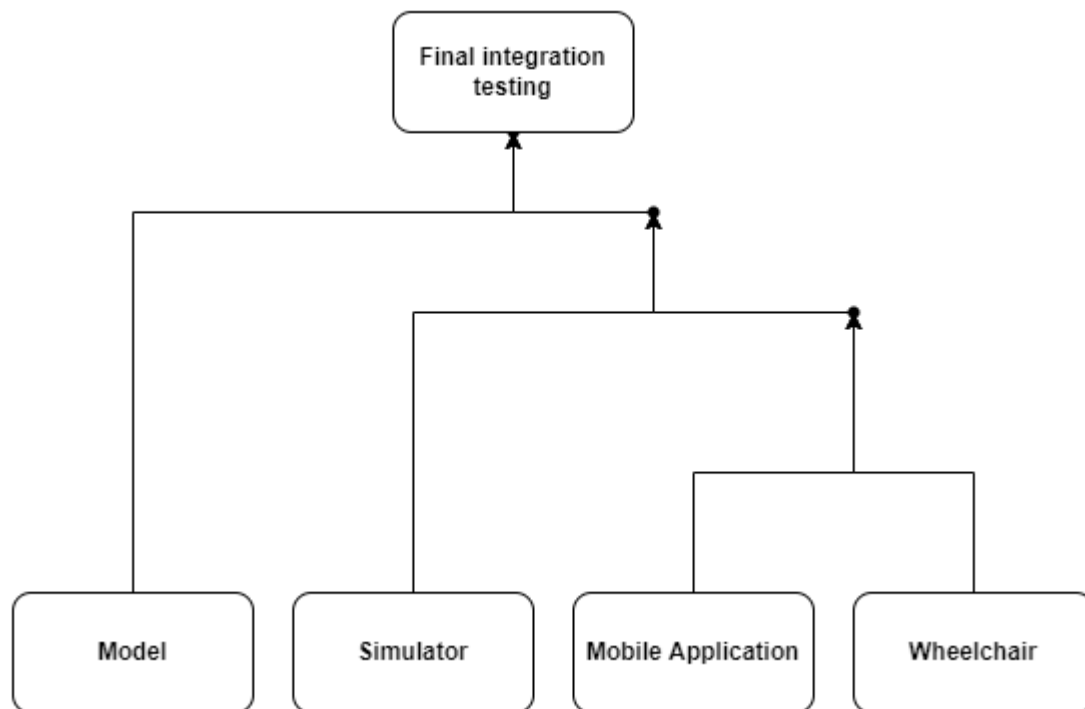 Final integration
testing
Model
Simulator
Mobile Application
Wheelchair